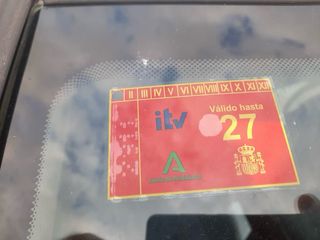 II III IV V VI VII VIII IX X XI XII
itv
Válido hasta
27
A